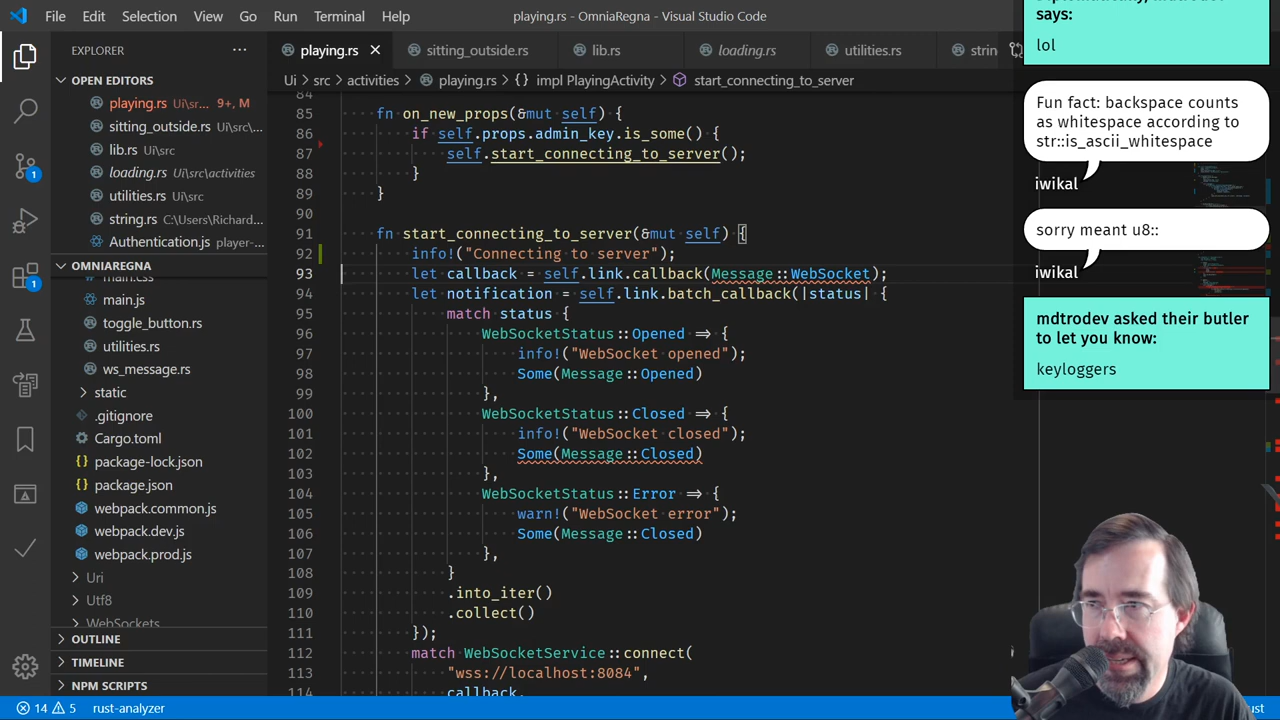 File Edit Selection View Go Run Terminal Help
playing.rs - OmniaRegna - Visual Studio Code
EXPLORER
OPEN EDITORS
playing.rs Ui\sr... 9+, M
sitting_outside.rs Ui\src\...
lib.rs Ui\src
loading.rs Ui\src\activities
utilities.rs Ui\src
string.rs C:\Users\Richard...
Authentication.js player-...
OMNIAREGNA
main.js
toggle_button.rs
utilities.rs
ws_message.rs
static
.gitignore
Cargo.toml
package-lock.json
package.json
webpack.common.js
webpack.dev.js
webpack.prod.js
Uri
Utf8
WebSockets
OUTLINE
TIMELINE
NPM SCRIPTS
1
1
playing.rs sitting_outside.rs lib.rs loading.rs utilities.rs strin
Ui > src > activities > playing.rs > {} impl PlayingActivity > start_connecting_to_server
84
85 fn on_new_props(&mut self) {
86 if self.props.admin_key.is_some() {
87 self.start_connecting_to_server();
88 }
89 }
90
91 fn start_connecting_to_server(&mut self) {
92 info!("Connecting to server");
93 let callback = self.link.callback(Message::WebSocket);
94 let notification = self.link.batch_callback(|status| {
95 match status {
96 WebSocketStatus::Opened => {
97 info!("WebSocket opened");
98 Some(Message::Opened)
99 },
100 WebSocketStatus::Closed => {
101 info!("WebSocket closed");
102 Some(Message::Closed)
103 },
104 WebSocketStatus::Error => {
105 warn!("WebSocket error");
106 Some(Message::Closed)
107 },
108 }
109 .into_iter()
110 .collect()
111 });
112 match WebSocketService::connect(
113 "wss://localhost:8084",
114 callback,
says:
lol
Fun fact: backspace counts
as whitespace according to
str::is_ascii_whitespace
iwikal
sorry meant u8::
iwikal
mdtrodev asked their butler
to let you know:
keyloggers
14 5 rust-analyzer